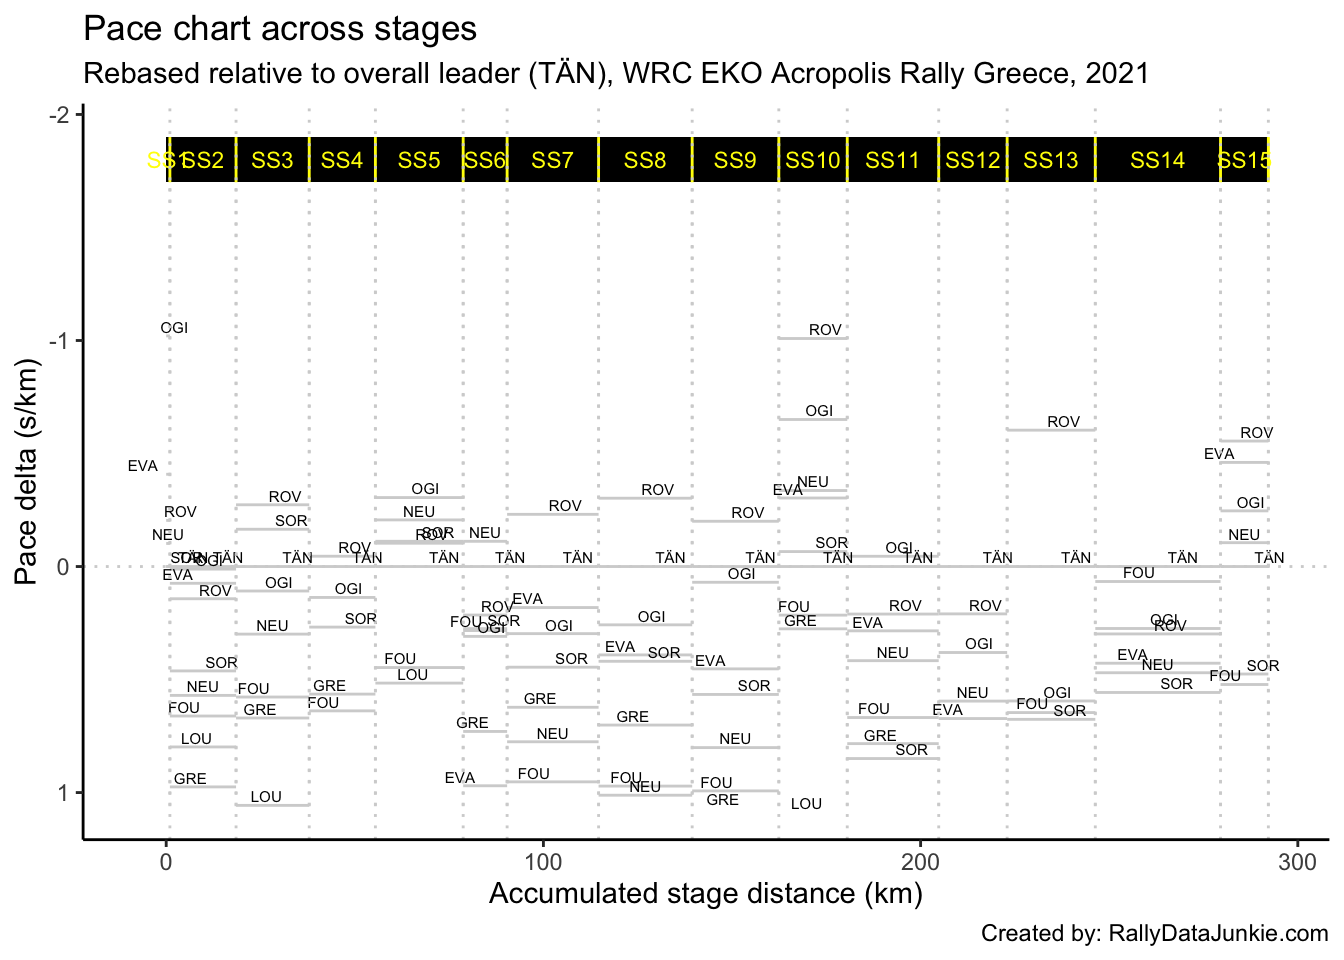 Pace chart across stages
Rebased relative to overall leader (TÄN), WRC EKO Acropolis Rally Greece, 2021
-2
SS1 SS2 SS3 SS4 SS5 SS6 SS7 SS8 SS9 SS10 SS11 SS12 SS13 SS14 SS15
OGI ROV
-1
OGI
ROV
ROV
EVA EVA
OGI NEU
ROV ROV ROV EVA
ROV ROV OGI
ROV SOR
NEU SOR ROV NEU NEU
ROV SOR OGI
SOR TÄN OGI TÄN TÄN TÄN TÄN TÄN TÄN TÄN TÄN TÄN TÄN TÄN TÄN TÄN TÄN
0
EVA OGI FOU
ROV OGI
ROV EVA FOU ROV ROV
SOR FOU SOR OGI GRE EVA OGI
NEU OGI OGI ROV
SOR FOU SOR EVA SOR EVA NEU OGI EVA SOR
LOU NEU FOU
NEU FOU GRE SOR NEU OGI SOR
FOU GRE FOU GRE FOU EVA FOU SOR
GRE GRE
LOU NEU NEU GRE
SOR
GRE EVA FOU FOU FOU
NEU
1
LOU GRE LOU
0 100 200 300
Pace delta (s/km)
Accumulated stage distance (km)
Created by: RallyDataJunkie.com